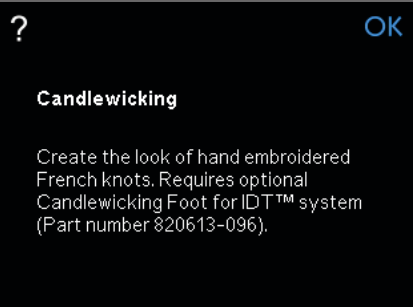 ? OK
Candlewicking
Create the look of hand embroidered
French knots. Requires optional
Candlewicking Foot for IDT™ system
(Part number 820613-096).